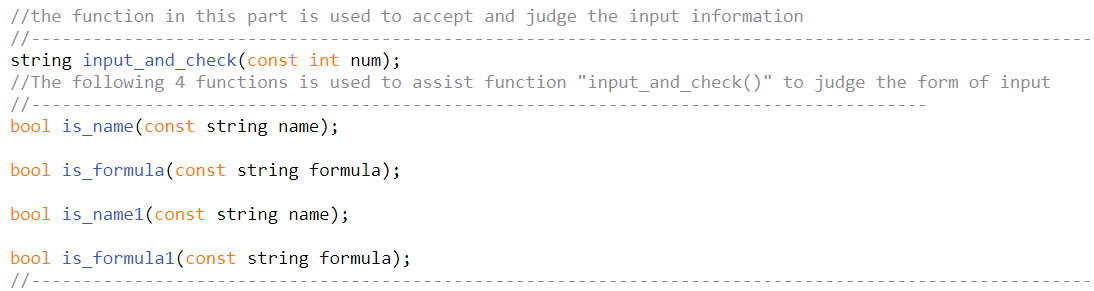 //the function in this part is used to accept and judge the input information
//--------------------------------------------------------------------------------------------------------
string input_and_check(const int num);
//The following 4 functions is used to assist function "input_and_check()" to judge the form of input
//----------------------------------------------------------------------------------------
bool is_name(const string name);
bool is_formula(const string formula);
bool is_name1(const string name);
bool is_formula1(const string formula);
//--------------------------------------------------------------------------------------------------------